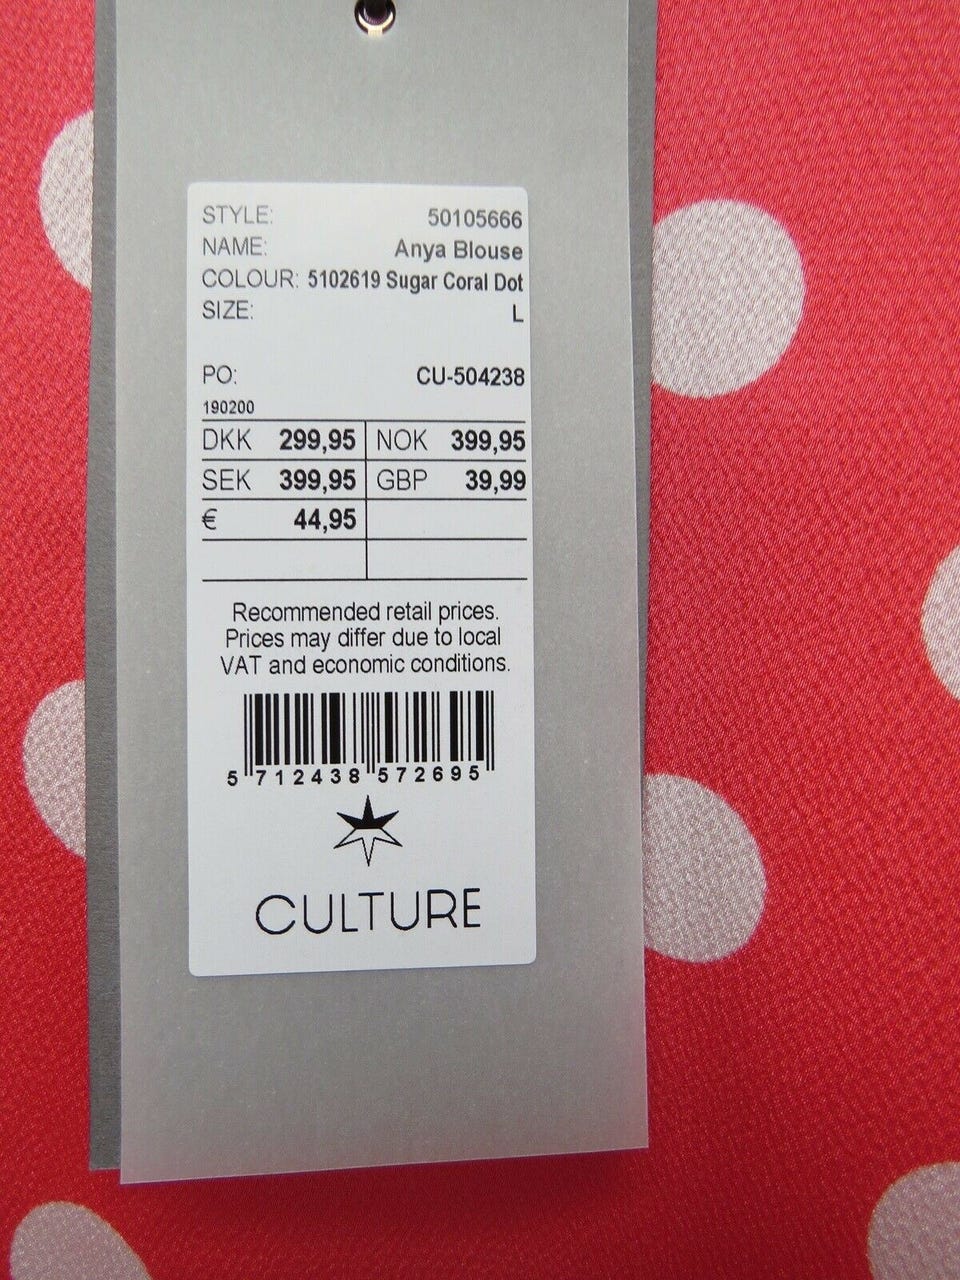 STYLE: 50105666
NAME: Anya Blouse
COLOUR: 5102619 Sugar Coral Dot
SIZE: L
PO: CU-504238
190200
DKK 299,95 NOK 399,95
SEK 399,95 GBP 39,99
€ 44,95
Recommended retail prices.
Prices may differ due to local
VAT and economic conditions.
5 712438 572695
CULTURE